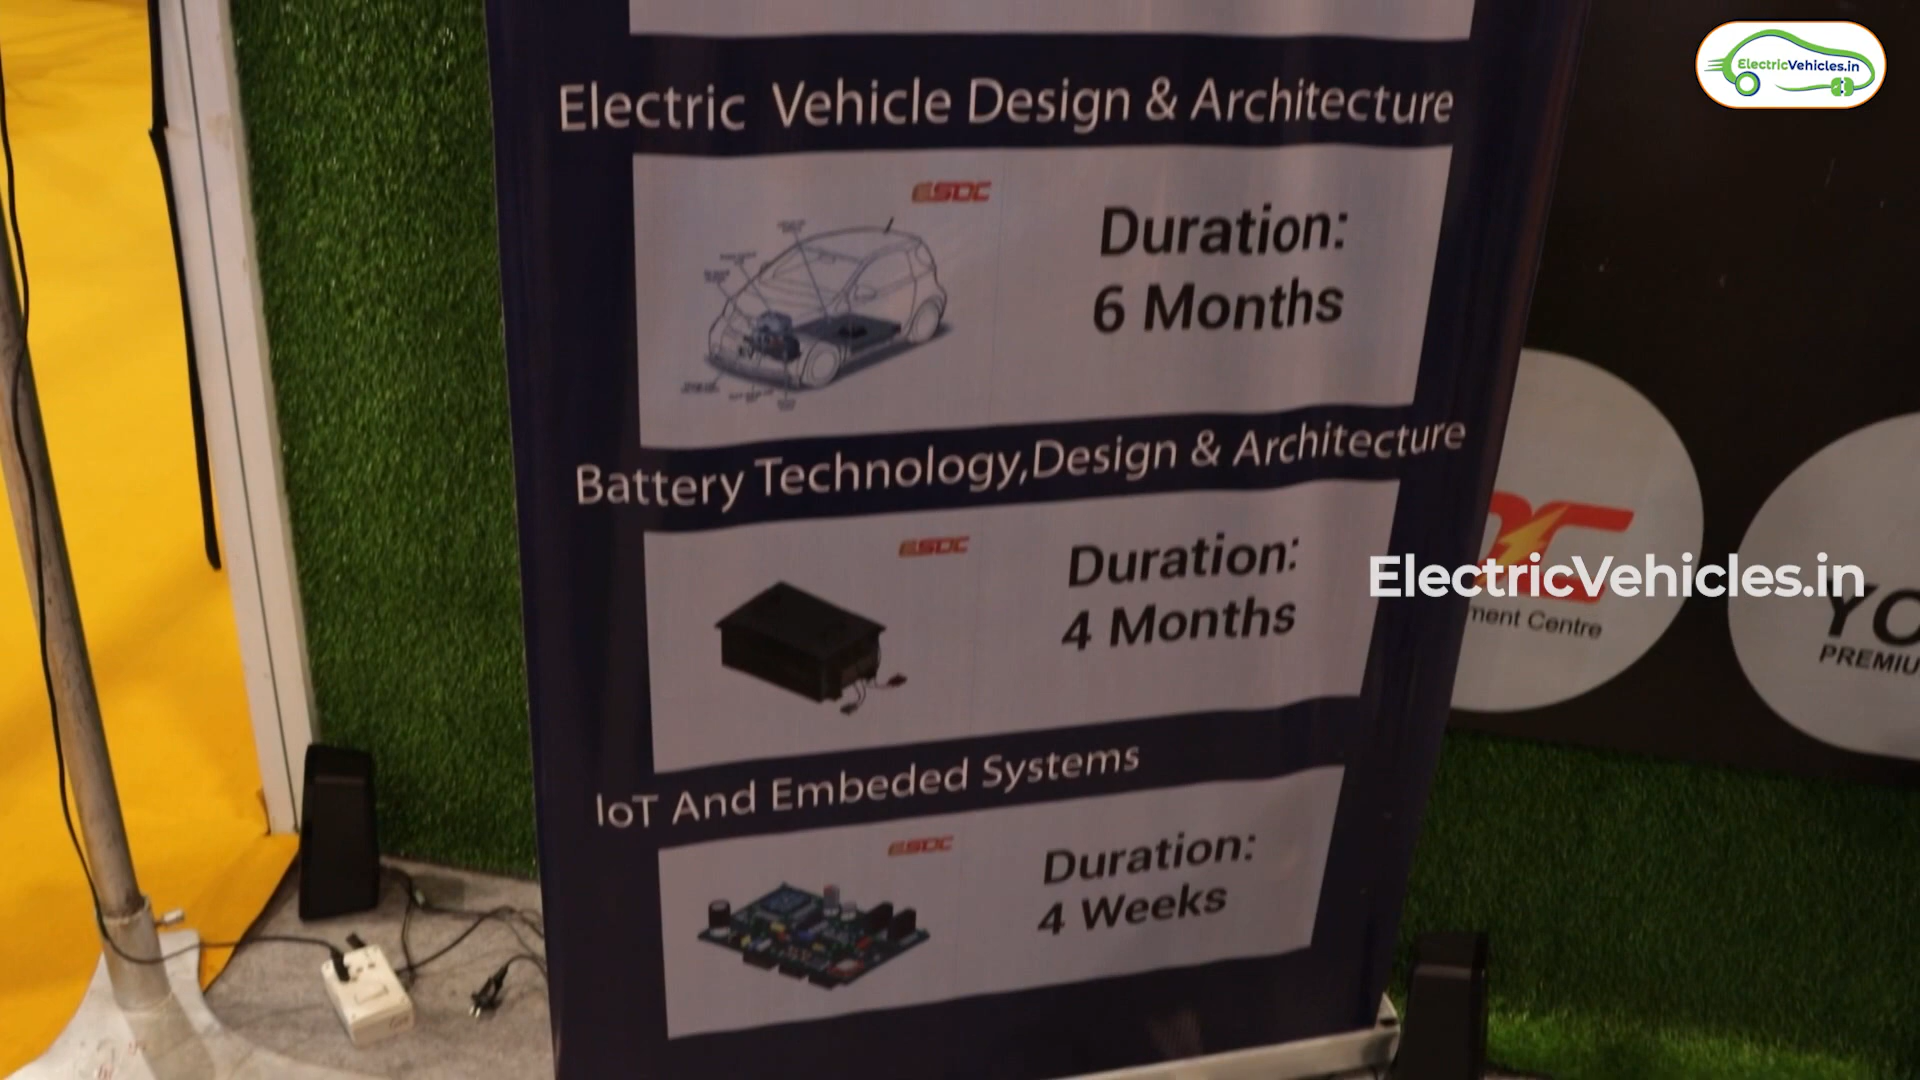 ElectricVehicles.in
Electric Vehicle Design & Architecture
ESDC
Duration:
6 Months
Battery Technology,Design & Architecture
ESDC
Duration:
4 Months
IoT And Embeded Systems
ESDC
Duration:
4 Weeks
ElectricVehicles.in
ment Centre
YO
PREMIU